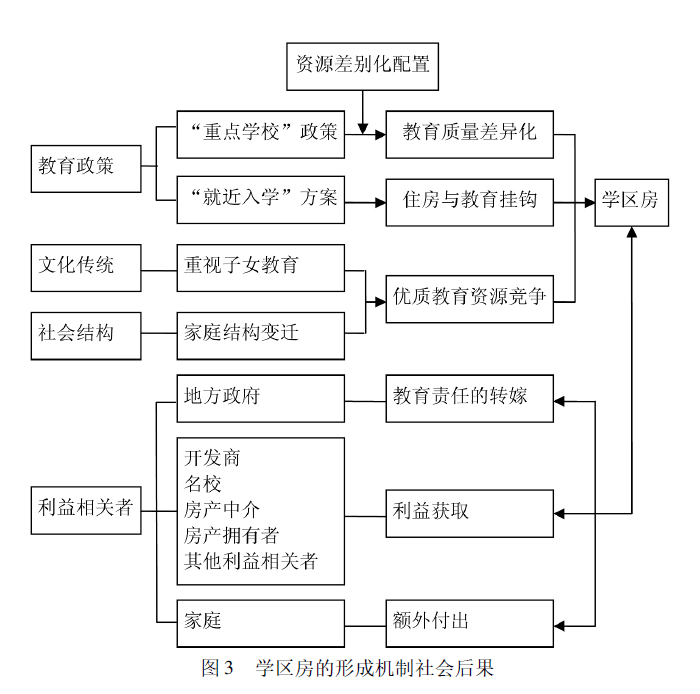 资源差别化配置
“重点学校”政策
教育质量差异化
教育政策
“就近入学”方案
住房与教育挂钩
学区房
文化传统
重视子女教育
优质教育资源竞争
社会结构
家庭结构变迁
地方政府
教育责任的转嫁
利益相关者
开发商
名校
房产中介
房产拥有者
其他利益相关者
利益获取
家庭
额外付出
图3 学区房的形成机制社会后果